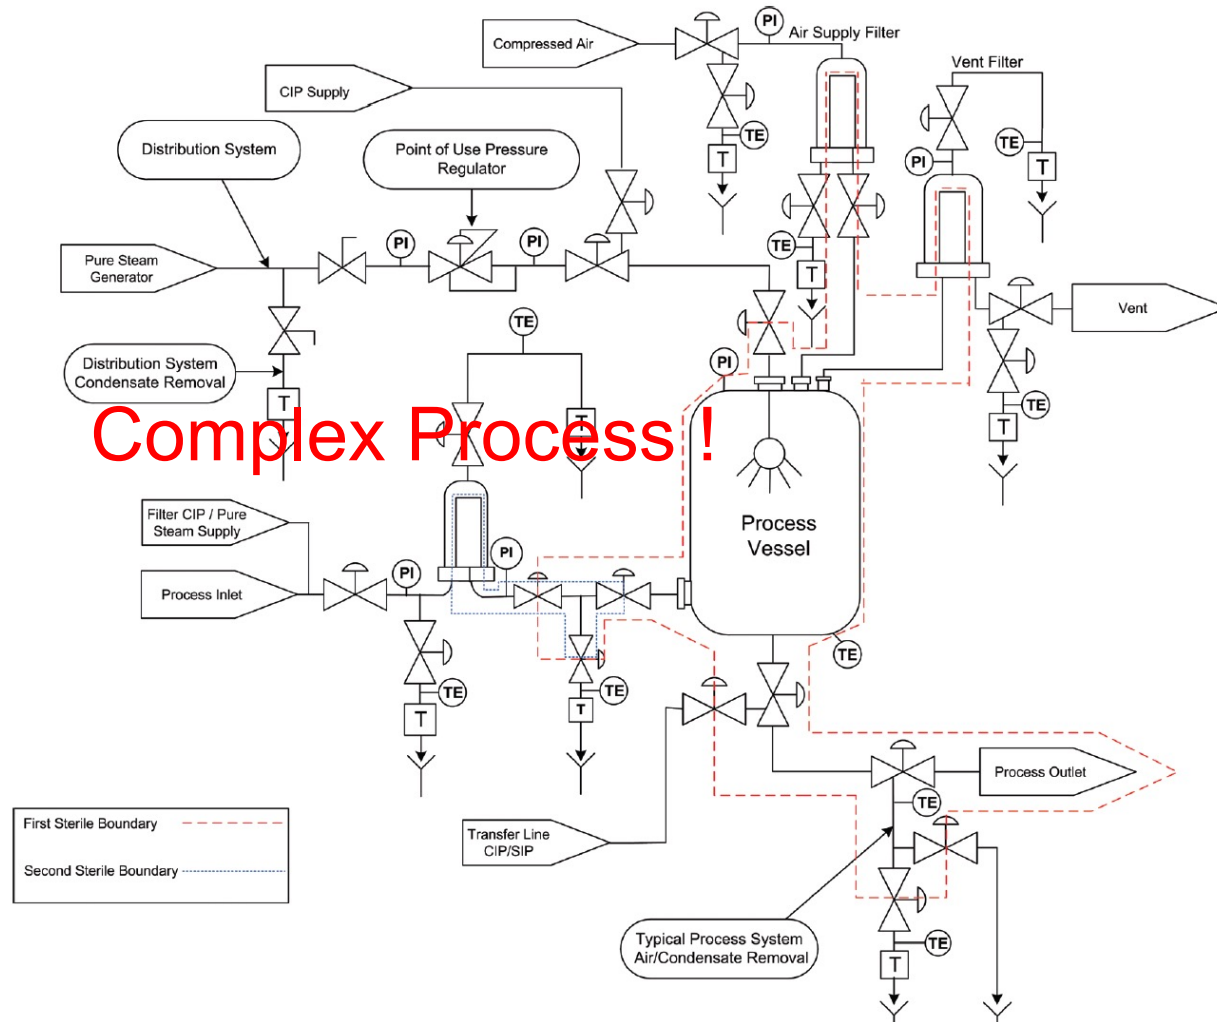 Compressed Air
PI
Air Supply Filter
Vent Filter
CIP Supply
Distribution System
Point of Use Pressure
Regulator
TE
T
TE
T
PI
PI
PI
TE
T
Pure Steam
Generator
Vent
TE
PI
Distribution System
Condensate Removal
T
T
TE
T
Complex Process !
Filter CIP / Pure
Steam Supply
Process
Vessel
PI
PI
Process Inlet
TE
TE
T
TE
T
Process Outlet
TE
First Sterile Boundary
Second Sterile Boundary
Transfer Line
CIP/SIP
Typical Process System
Air/Condensate Removal
TE
T